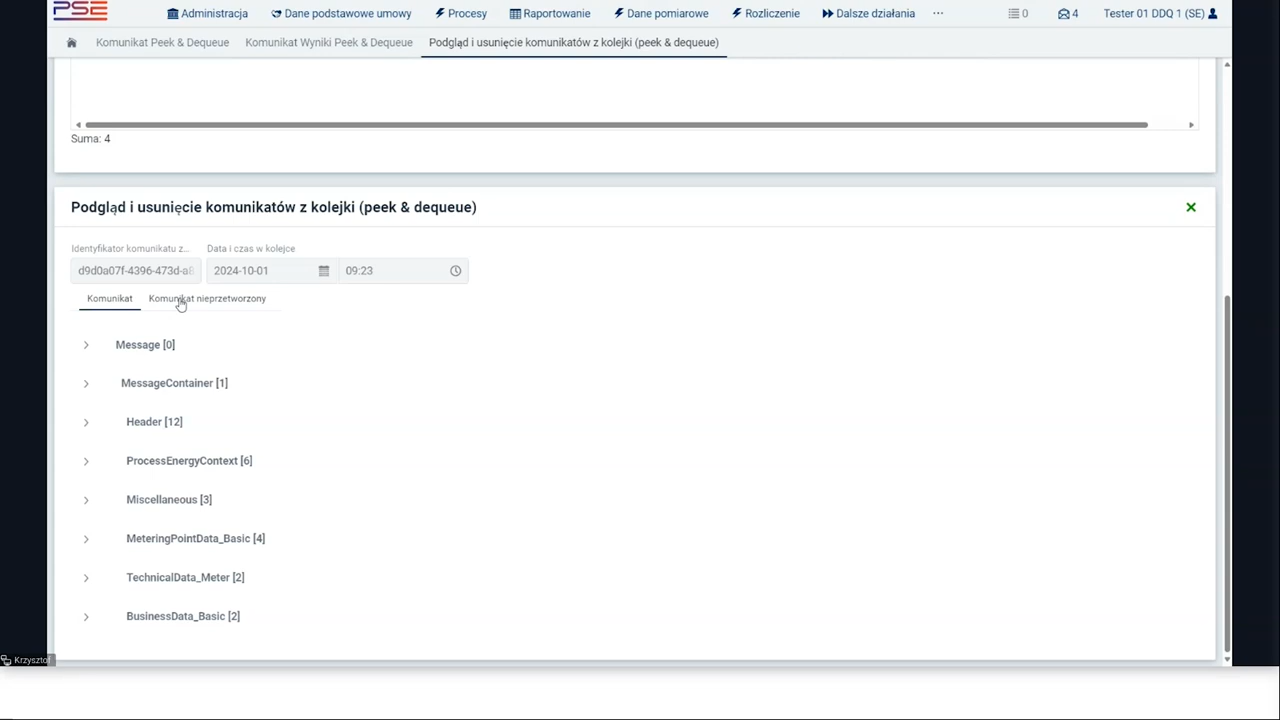 PSE
Administracja Dane podstawowe umowy Procesy Raportowanie Dane pomiarowe Rozliczenie Dalsze działania ... 0 4 Tester 01 DDQ 1 (SE)
Komunikat Peek & Dequeue Komunikat Wyniki Peek & Dequeue Podgląd i usunięcie komunikatów z kolejki (peek & dequeue)
Suma: 4
Podgląd i usunięcie komunikatów z kolejki (peek & dequeue)
Identyfikator komunikatu z... Data i czas w kolejce
d9d0a07f-4396-473d-a8 2024-10-01 09:23
Komunikat Komunikat nieprzetworzony
Message [0]
MessageContainer [1]
Header [12]
ProcessEnergyContext [6]
Miscellaneous [3]
MeteringPointData_Basic [4]
TechnicalData_Meter [2]
BusinessData_Basic [2]
Krzysztof